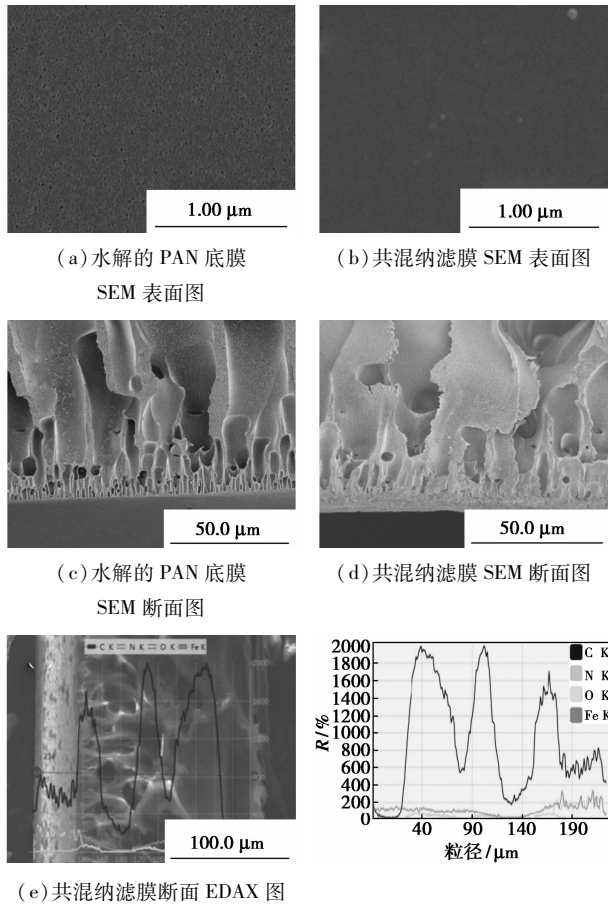 1.00 μm
1.00 μm
(a)水解的 PAN 底膜
SEM 表面图
(b)共混纳滤膜 SEM 表面图
50.0 μm
50.0 μm
(c)水解的 PAN 底膜
SEM 断面图
(d)共混纳滤膜 SEM 断面图
C K N K O K Fe K
2000
1600
1200
100.0 μm
R/%
2000
1800
1600
1400
1200
1000
800
600
400
200
0
C K
N K
O K
Fe K
40 90 140 190
粒径/μm
(e)共混纳滤膜断面 EDAX 图